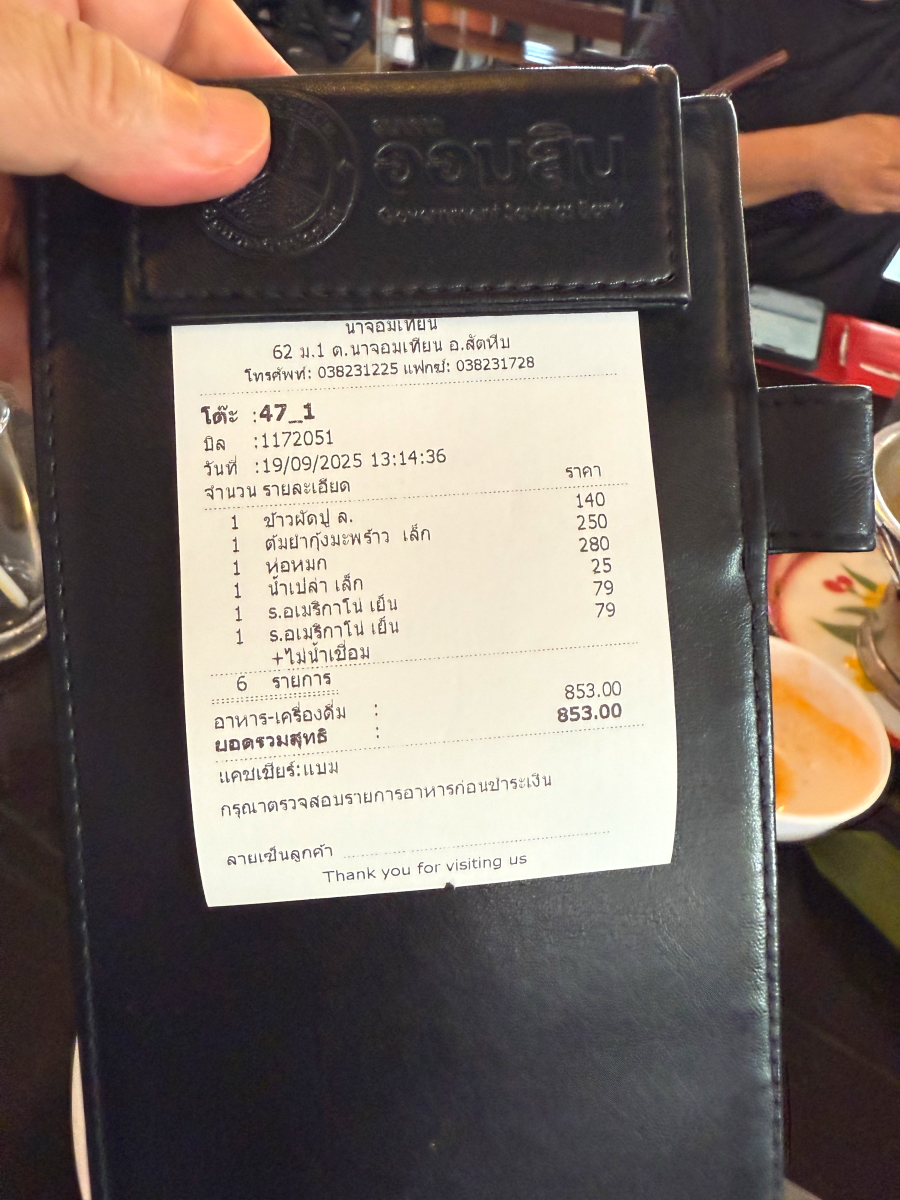 ธนาคาร
ออมสิน
Government Savings Bank
นาจอมเทียน
62 ม.1 ต.นาจอมเทียน อ.สัตหีบ
โทรศัพท์: 038231225 แฟกซ์: 038231728
โต๊ะ :47_1
บิล :1172051
วันที่ :19/09/2025 13:14:36
จำนวน รายละเอียด ราคา
1 ข้าวผัดปู ล. 140
1 ต้มยำกุ้งมะพร้าว เล็ก 250
1 ห่อหมก 280
1 น้ำเปล่า เล็ก 25
1 ร.อเมริกาโน่ เย็น 79
1 ร.อเมริกาโน่ เย็น 79
+ไม่น้ำเชื่อม
6 รายการ
อาหาร-เครื่องดื่ม : 853.00
ยอดรวมสุทธิ : 853.00
แคชเชียร์:แบม
กรุณาตรวจสอบรายการอาหารก่อนชำระเงิน
ลายเซ็นลูกค้า
Thank you for visiting us